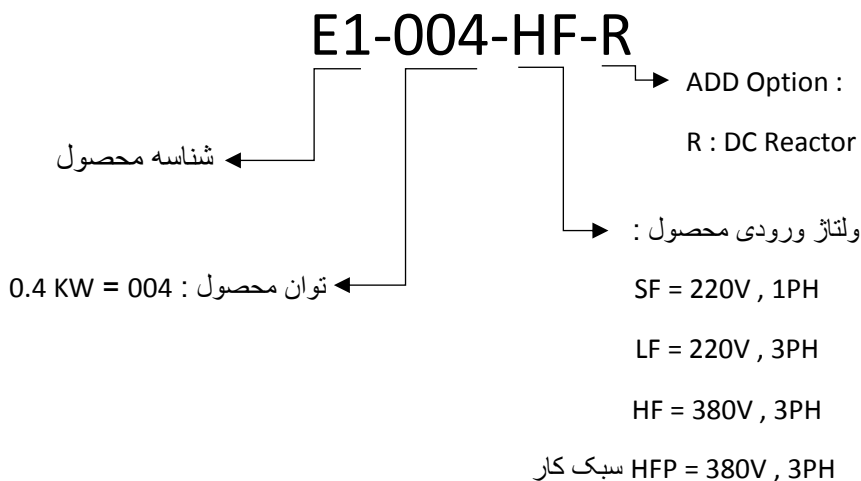 E1-004-HF-R
ADD Option :
R : DC Reactor
شناسه محصول
ولتاژ ورودی محصول :
توان محصول : 004 = 0.4 KW
SF = 220V , 1PH
LF = 220V , 3PH
HF = 380V , 3PH
HFP = 380V , 3PH سبک کار